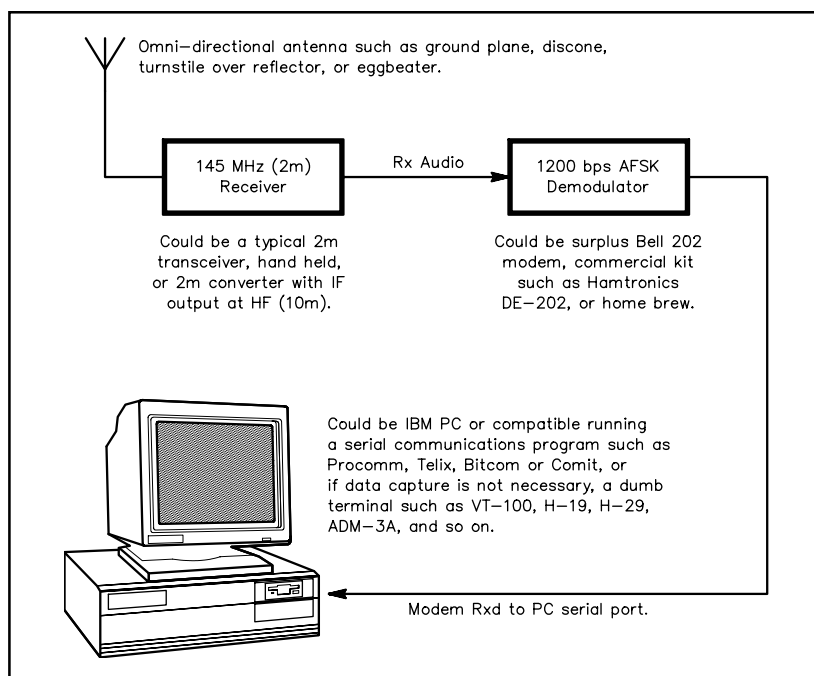 Omni-directional antenna such as ground plane, discone,
turnstile over reflector, or eggbeater.
145 MHz (2m)
Receiver
Rx Audio
1200 bps AFSK
Demodulator
Could be a typical 2m
transceiver, hand held,
or 2m converter with IF
output at HF (10m).
Could be surplus Bell 202
modem, commercial kit
such as Hamtronics
DE-202, or home brew.
Could be IBM PC or compatible running
a serial communications program such as
Procomm, Telix, Bitcom or Comit, or
if data capture is not necessary, a dumb
terminal such as VT-100, H-19, H-29,
ADM-3A, and so on.
Modem Rxd to PC serial port.